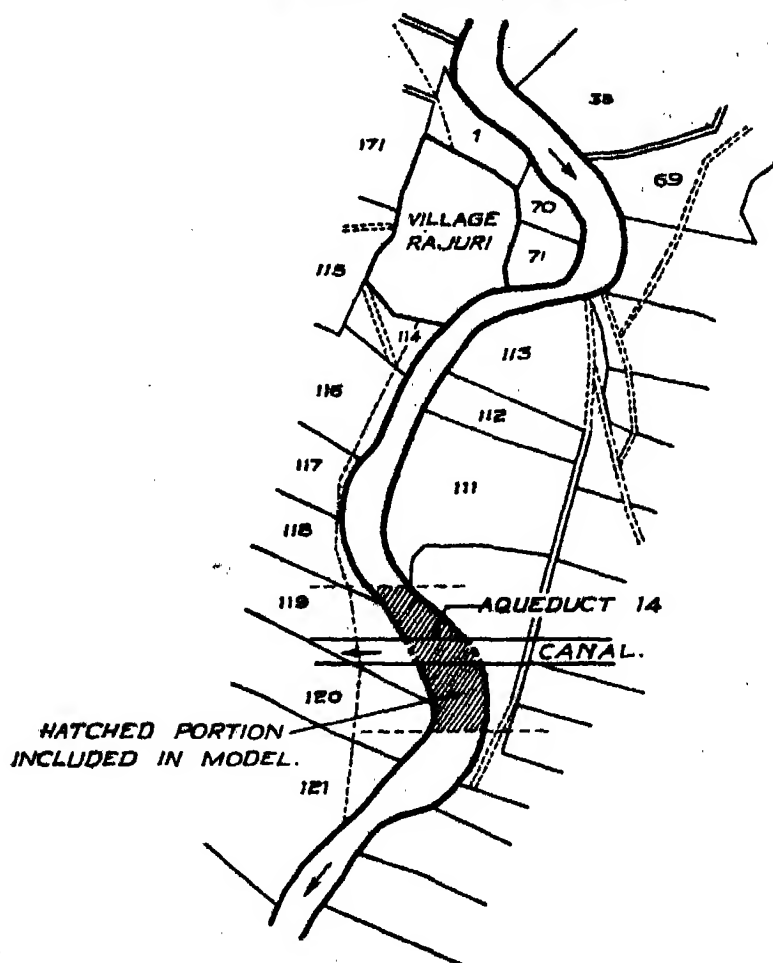 38
1
171
69
70
VILLAGE
RAJURI
71
115
114
113
116
112
117
111
118
119
AQUEDUCT 14
CANAL.
120
HATCHED PORTION
INCLUDED IN MODEL.
121